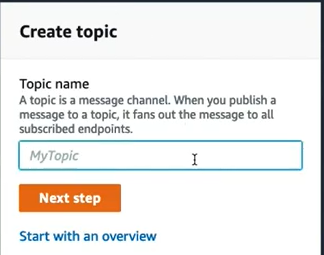 Create topic
Topic name
A topic is a message channel. When you publish a
message to a topic, it fans out the message to all
subscribed endpoints.
MyTopic
Next step
Start with an overview